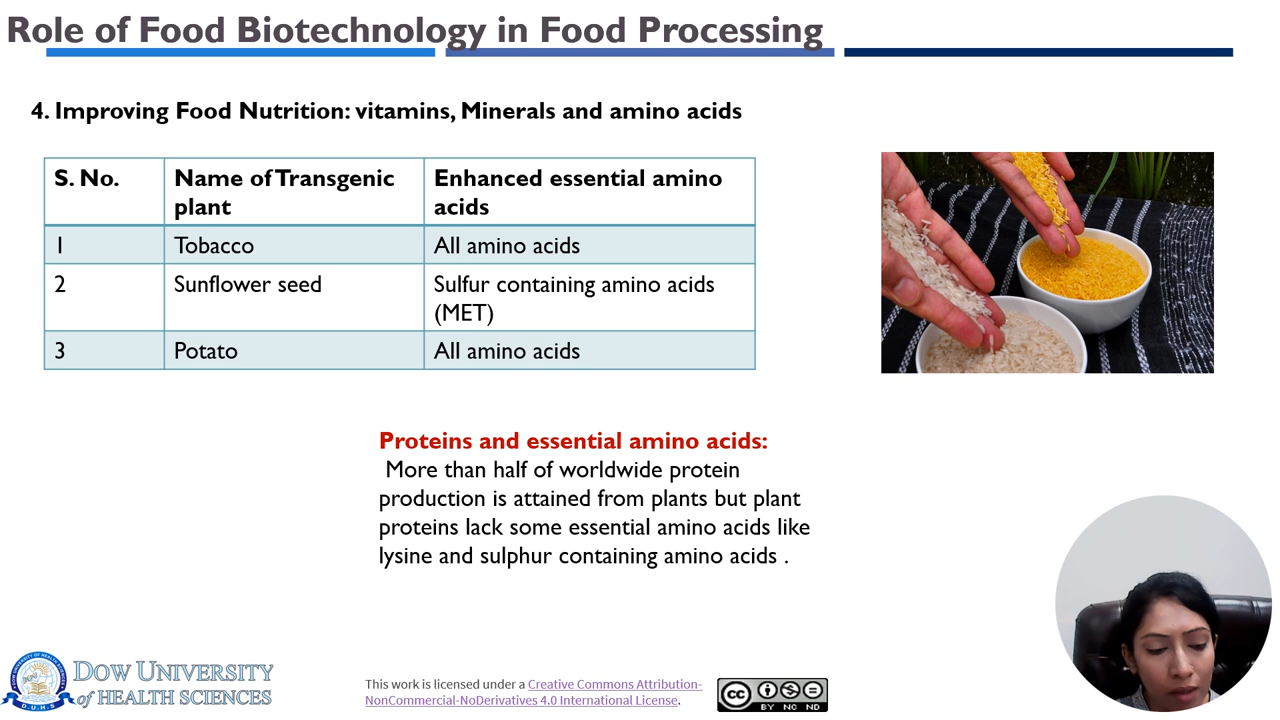 Role of Food Biotechnology in Food Processing
4. Improving Food Nutrition: vitamins, Minerals and amino acids
S. No. Name of Transgenic plant Enhanced essential amino acids
1 Tobacco All amino acids
2 Sunflower seed Sulfur containing amino acids (MET)
3 Potato All amino acids
Proteins and essential amino acids:
More than half of worldwide protein
production is attained from plants but plant
proteins lack some essential amino acids like
lysine and sulphur containing amino acids .
DOW UNIVERSITY
of HEALTH SCIENCES
D.U.H.S
This work is licensed under a Creative Commons Attribution-
NonCommercial-NoDerivatives 4.0 International License.
cc
BY NC ND